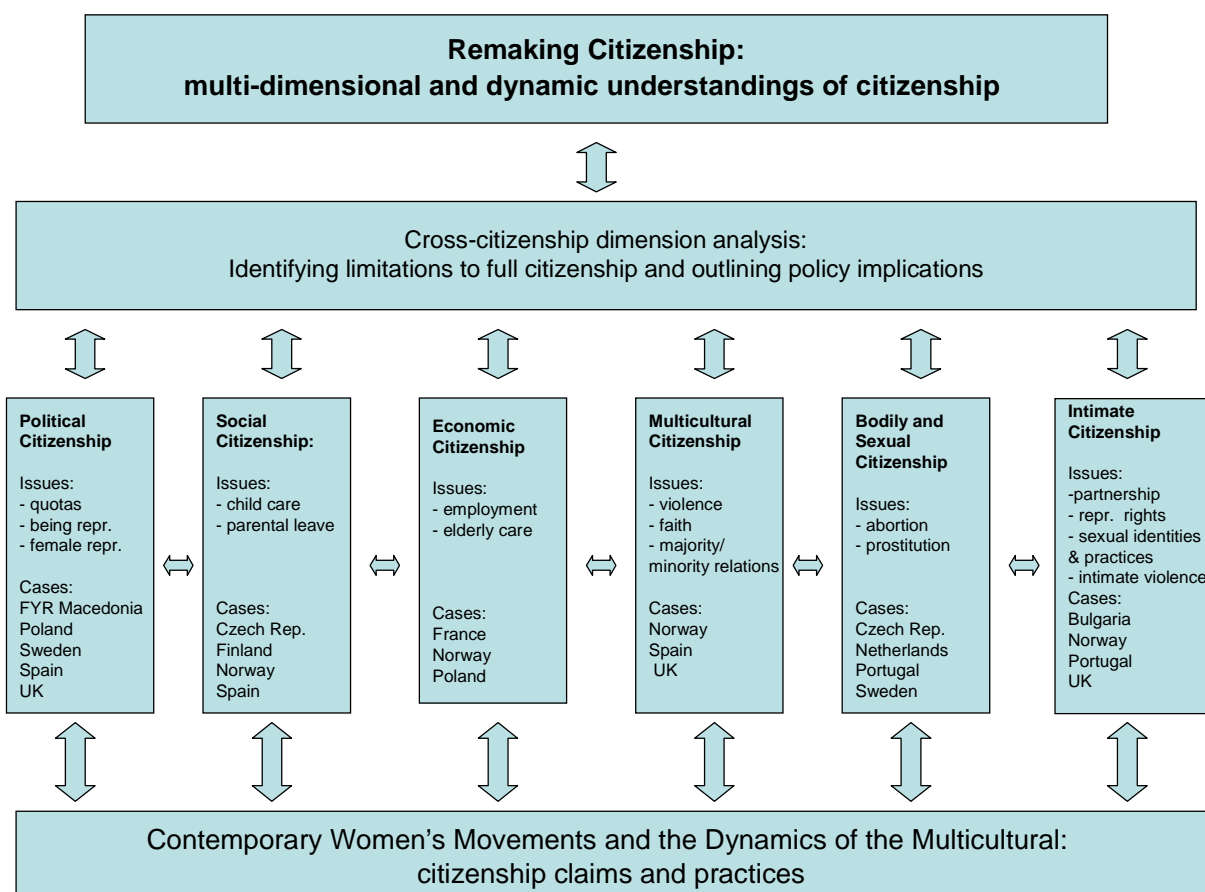 Remaking Citizenship:
multi-dimensional and dynamic understandings of citizenship
Cross-citizenship dimension analysis:
Identifying limitations to full citizenship and outlining policy implications
Political
Citizenship
Issues:
- quotas
- being repr.
- female repr.
Cases:
FYR Macedonia
Poland
Sweden
Spain
UK
Social
Citizenship:
Issues:
- child care
- parental leave
Cases:
Czech Rep.
Finland
Norway
Spain
Economic
Citizenship
Issues:
- employment
- elderly care
Cases:
France
Norway
Poland
Multicultural
Citizenship
Issues:
- violence
- faith
- majority/
minority relations
Cases:
Norway
Spain
UK
Bodily and
Sexual
Citizenship
Issues:
- abortion
- prostitution
Cases:
Czech Rep.
Netherlands
Portugal
Sweden
Intimate
Citizenship
Issues:
-partnership
- repr. rights
- sexual identities
& practices
- intimate violence
Cases:
Bulgaria
Norway
Portugal
UK
Contemporary Women's Movements and the Dynamics of the Multicultural:
citizenship claims and practices